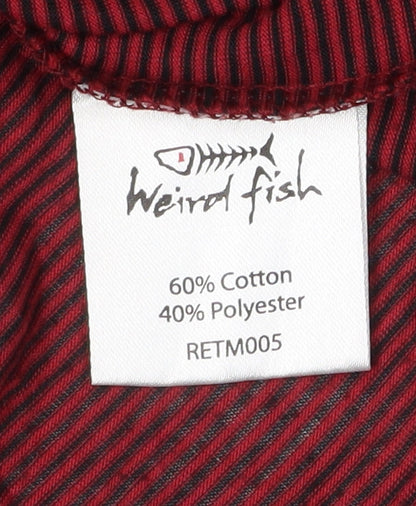 Weird fish
60% Cotton
40% Polyester
RETM005